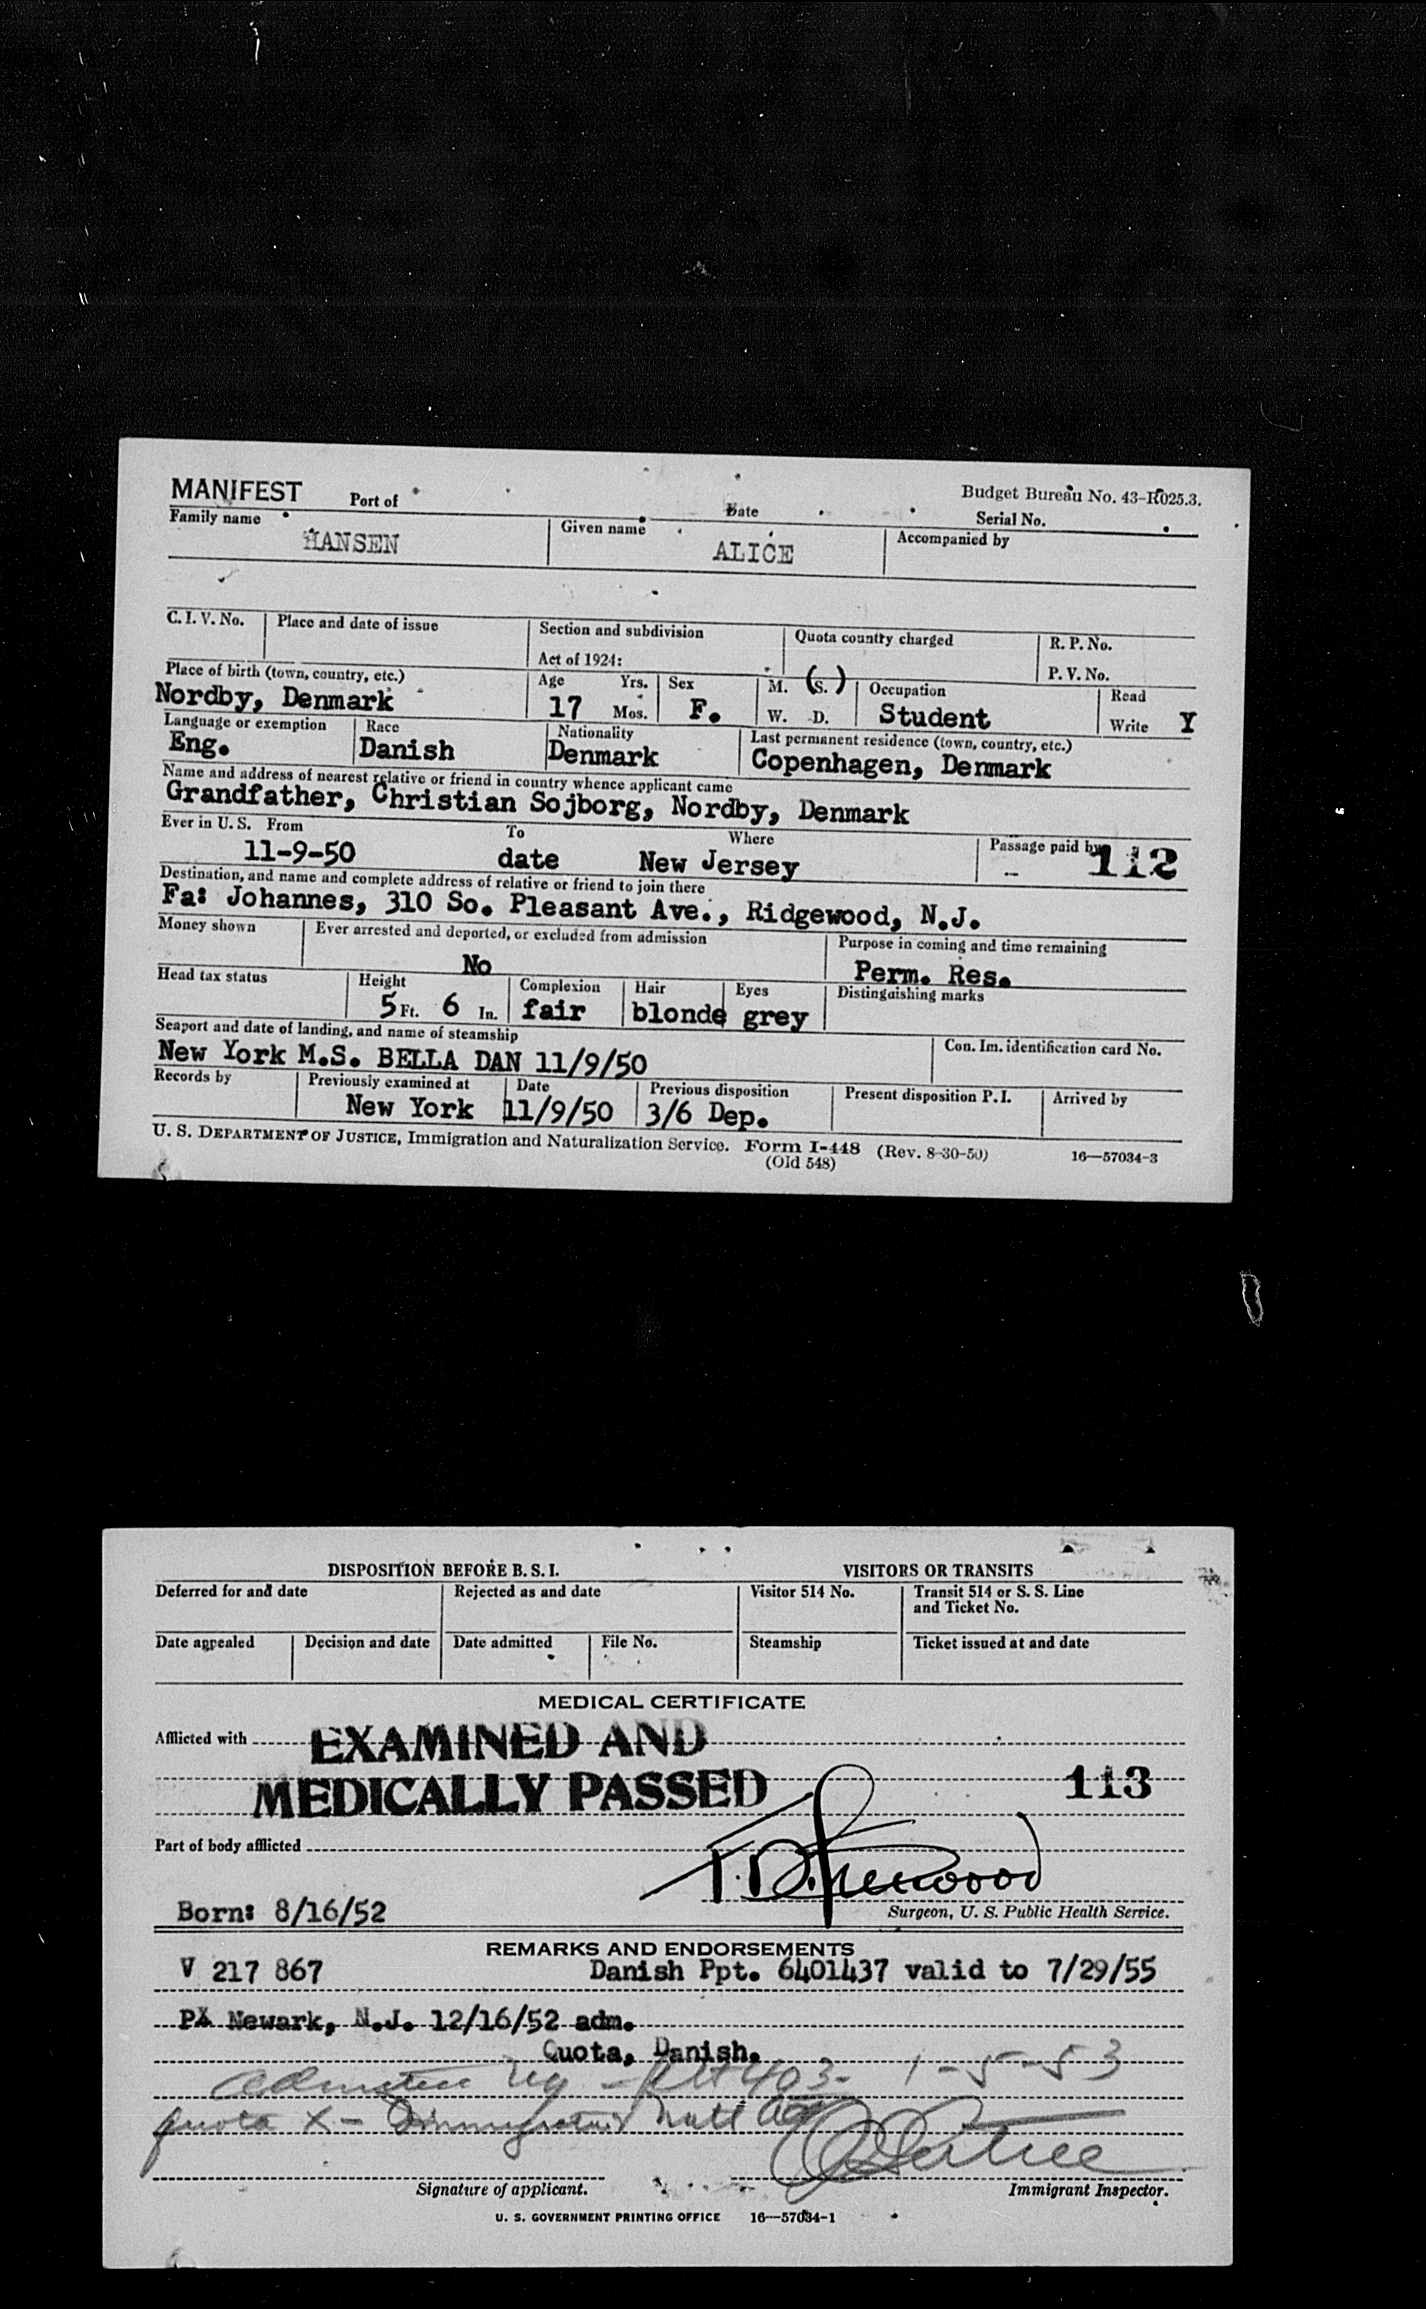 MANIFEST Port of Date Budget Bureau No. 43-R025.3.
Serial No.
Family name HANSEN Given name ALICE Accompanied by
C. I. V. No. Place and date of issue Section and subdivision Quota country charged R. P. No.
Act of 1924: P. V. No.
Place of birth (town, country, etc.) Age Yrs. Sex M. (S.) Occupation Read
Nordby, Denmark 17 Mos. F. W. D. Student Write Y
Language or exemption Race Nationality Last permanent residence (town, country, etc.)
Eng. Danish Denmark Copenhagen, Denmark
Name and address of nearest relative or friend in country whence applicant came
Grandfather, Christian Sojborg, Nordby, Denmark
Ever in U. S. From To Where Passage paid by
11-9-50 date New Jersey -- 112
Destination, and name and complete address of relative or friend to join there
Fa: Johannes, 310 So. Pleasant Ave., Ridgewood, N.J.
Money shown Ever arrested and deported, or excluded from admission Purpose in coming and time remaining
No Perm. Res.
Head tax status Height Complexion Hair Eyes Distinguishing marks
5 Ft. 6 In. fair blonde grey
Seaport and date of landing, and name of steamship Con. Im. identification card No.
New York M.S. BELLA DAN 11/9/50
Records by Previously examined at Date Previous disposition Present disposition P. I. Arrived by
New York 11/9/50 3/6 Dep.
U. S. DEPARTMENT OF JUSTICE, Immigration and Naturalization Service. Form I-448 (Rev. 8-30-50) 16—57034-3
(Old 548)
DISPOSITION BEFORE B. S. I. VISITORS OR TRANSITS
Deferred for and date Rejected as and date Visitor 514 No. Transit 514 or S. S. Line
and Ticket No.
Date appealed Decision and date Date admitted File No. Steamship Ticket issued at and date
MEDICAL CERTIFICATE
Afflicted with EXAMINED AND
MEDICALLY PASSED 113
Part of body afflicted
Born: 8/16/52 Surgeon, U. S. Public Health Service.
REMARKS AND ENDORSEMENTS
V 217 867 Danish Ppt. 6401437 valid to 7/29/55
PX Newark, N.J. 12/16/52 adm.
Quota, Danish.
1-5-53
quota X -
Signature of applicant. Immigrant Inspector.
U. S. GOVERNMENT PRINTING OFFICE 16—57034-1